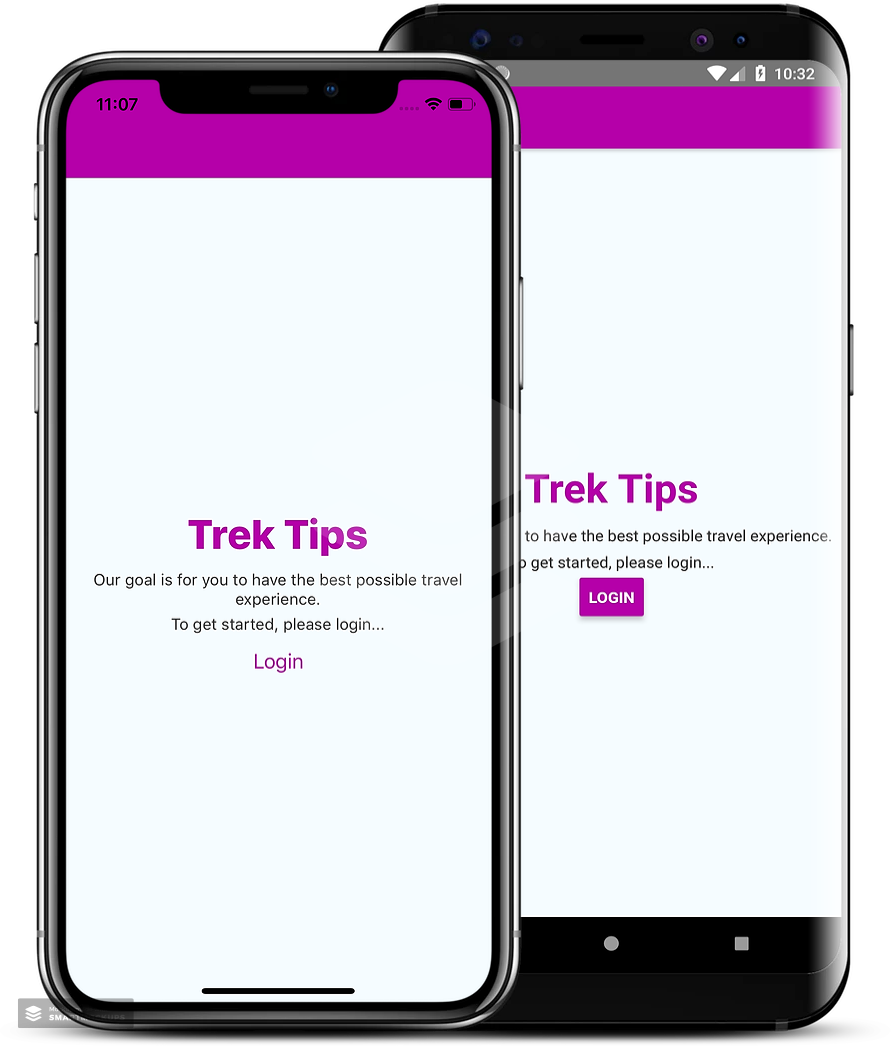 11:07
Trek Tips
Our goal is for you to have the best possible travel
experience.
To get started, please login...
Login
10:32
Trek Tips
to have the best possible travel experience.
get started, please login...
LOGIN